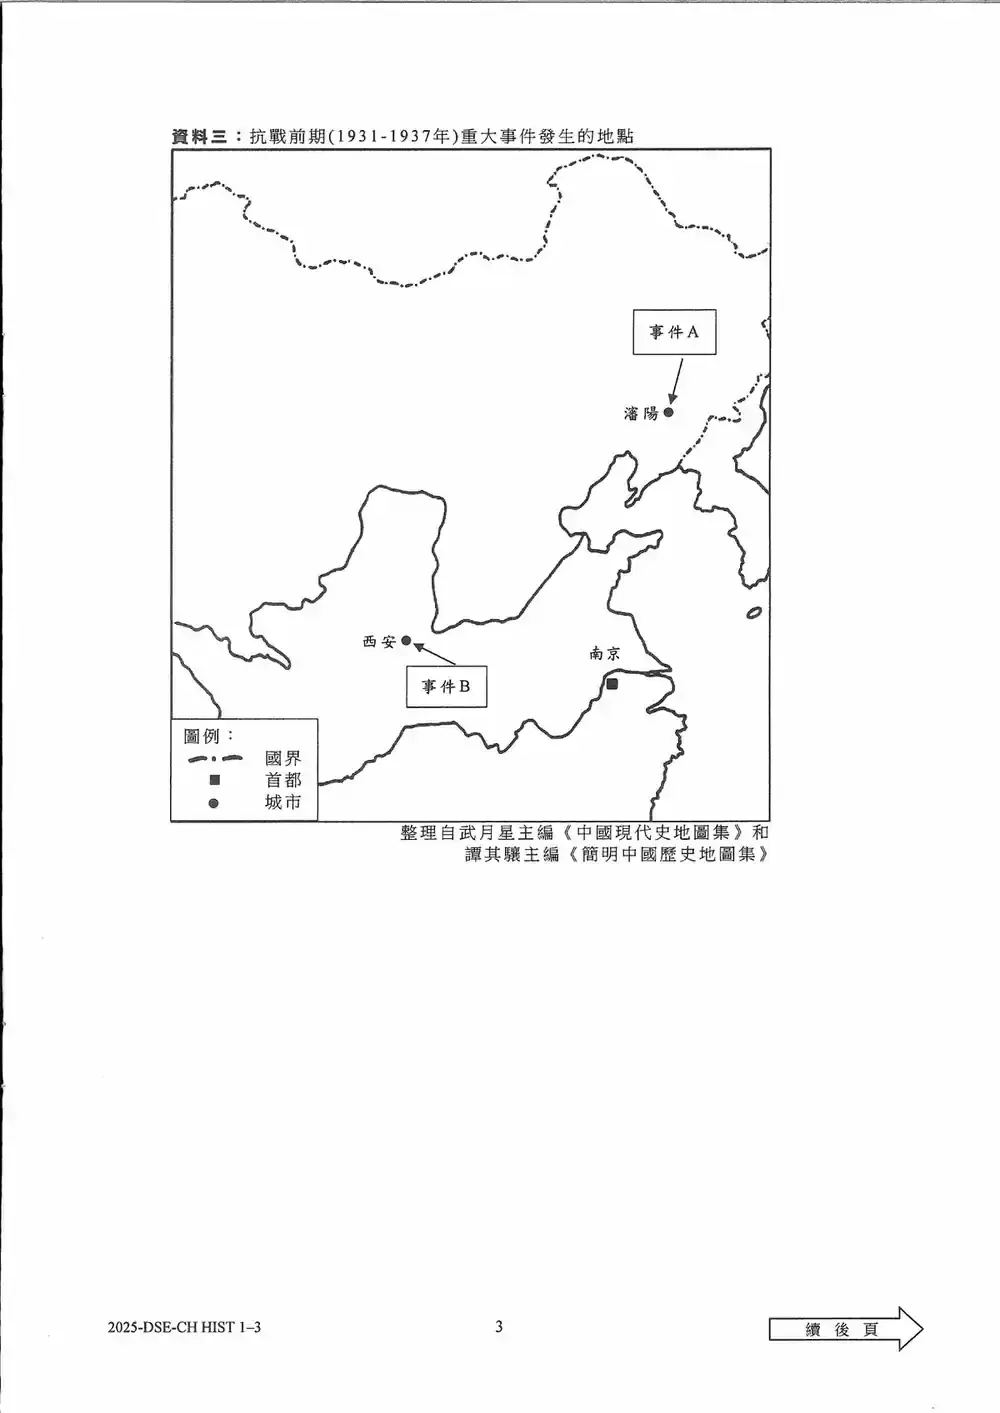 資料三：抗戰前期(1931-1937年)重大事件發生的地點
事件A
瀋陽
西安
南京
事件B
圖例：
國界
首都
城市
整理自武月星主編《中國現代史地圖集》和
譚其驤主編《簡明中國歷史地圖集》
2025-DSE-CH HIST 1–3
3
續後頁